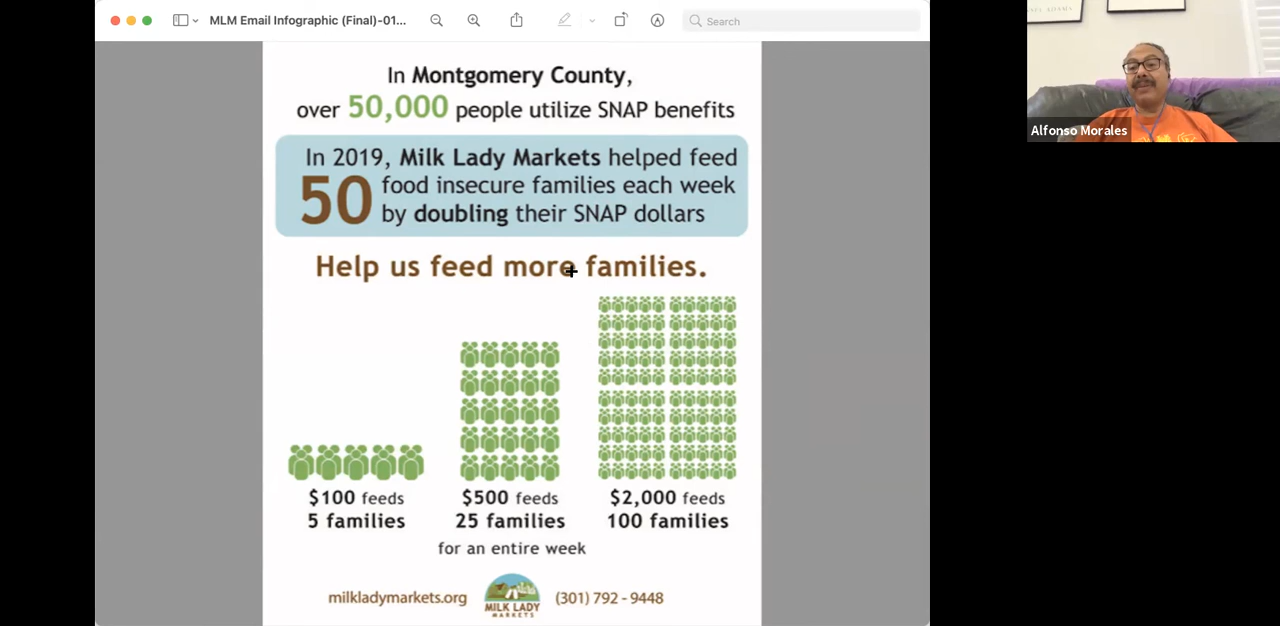 MLM Email Infographic (Final)-01...
Search
In Montgomery County,
over 50,000 people utilize SNAP benefits
In 2019, Milk Lady Markets helped feed
50 food insecure families each week
by doubling their SNAP dollars
Help us feed more families.
$100 feeds
5 families
$500 feeds
25 families
$2,000 feeds
100 families
for an entire week
milkladymarkets.org
MILK LADY
MARKETS
(301) 792 - 9448
Alfonso Morales